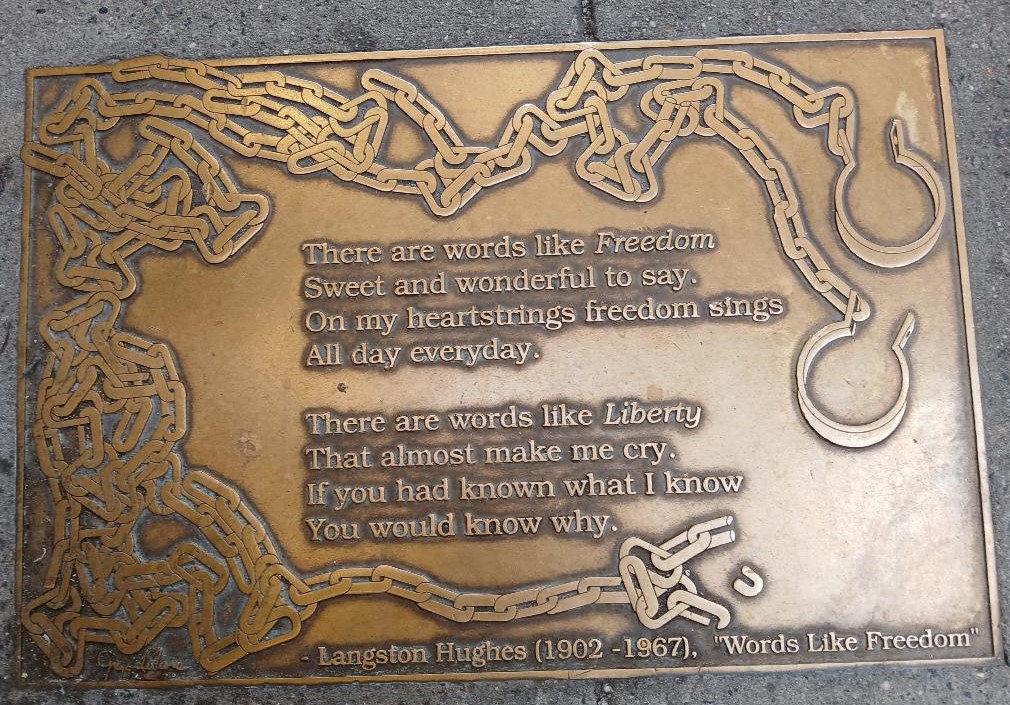 There are words like Freedom
Sweet and wonderful to say.
On my heartstrings freedom sings
All day everyday.
There are words like Liberty
That almost make me cry.
If you had known what I know
You would know why.
- Langston Hughes (1902 -1967), "Words Like Freedom"